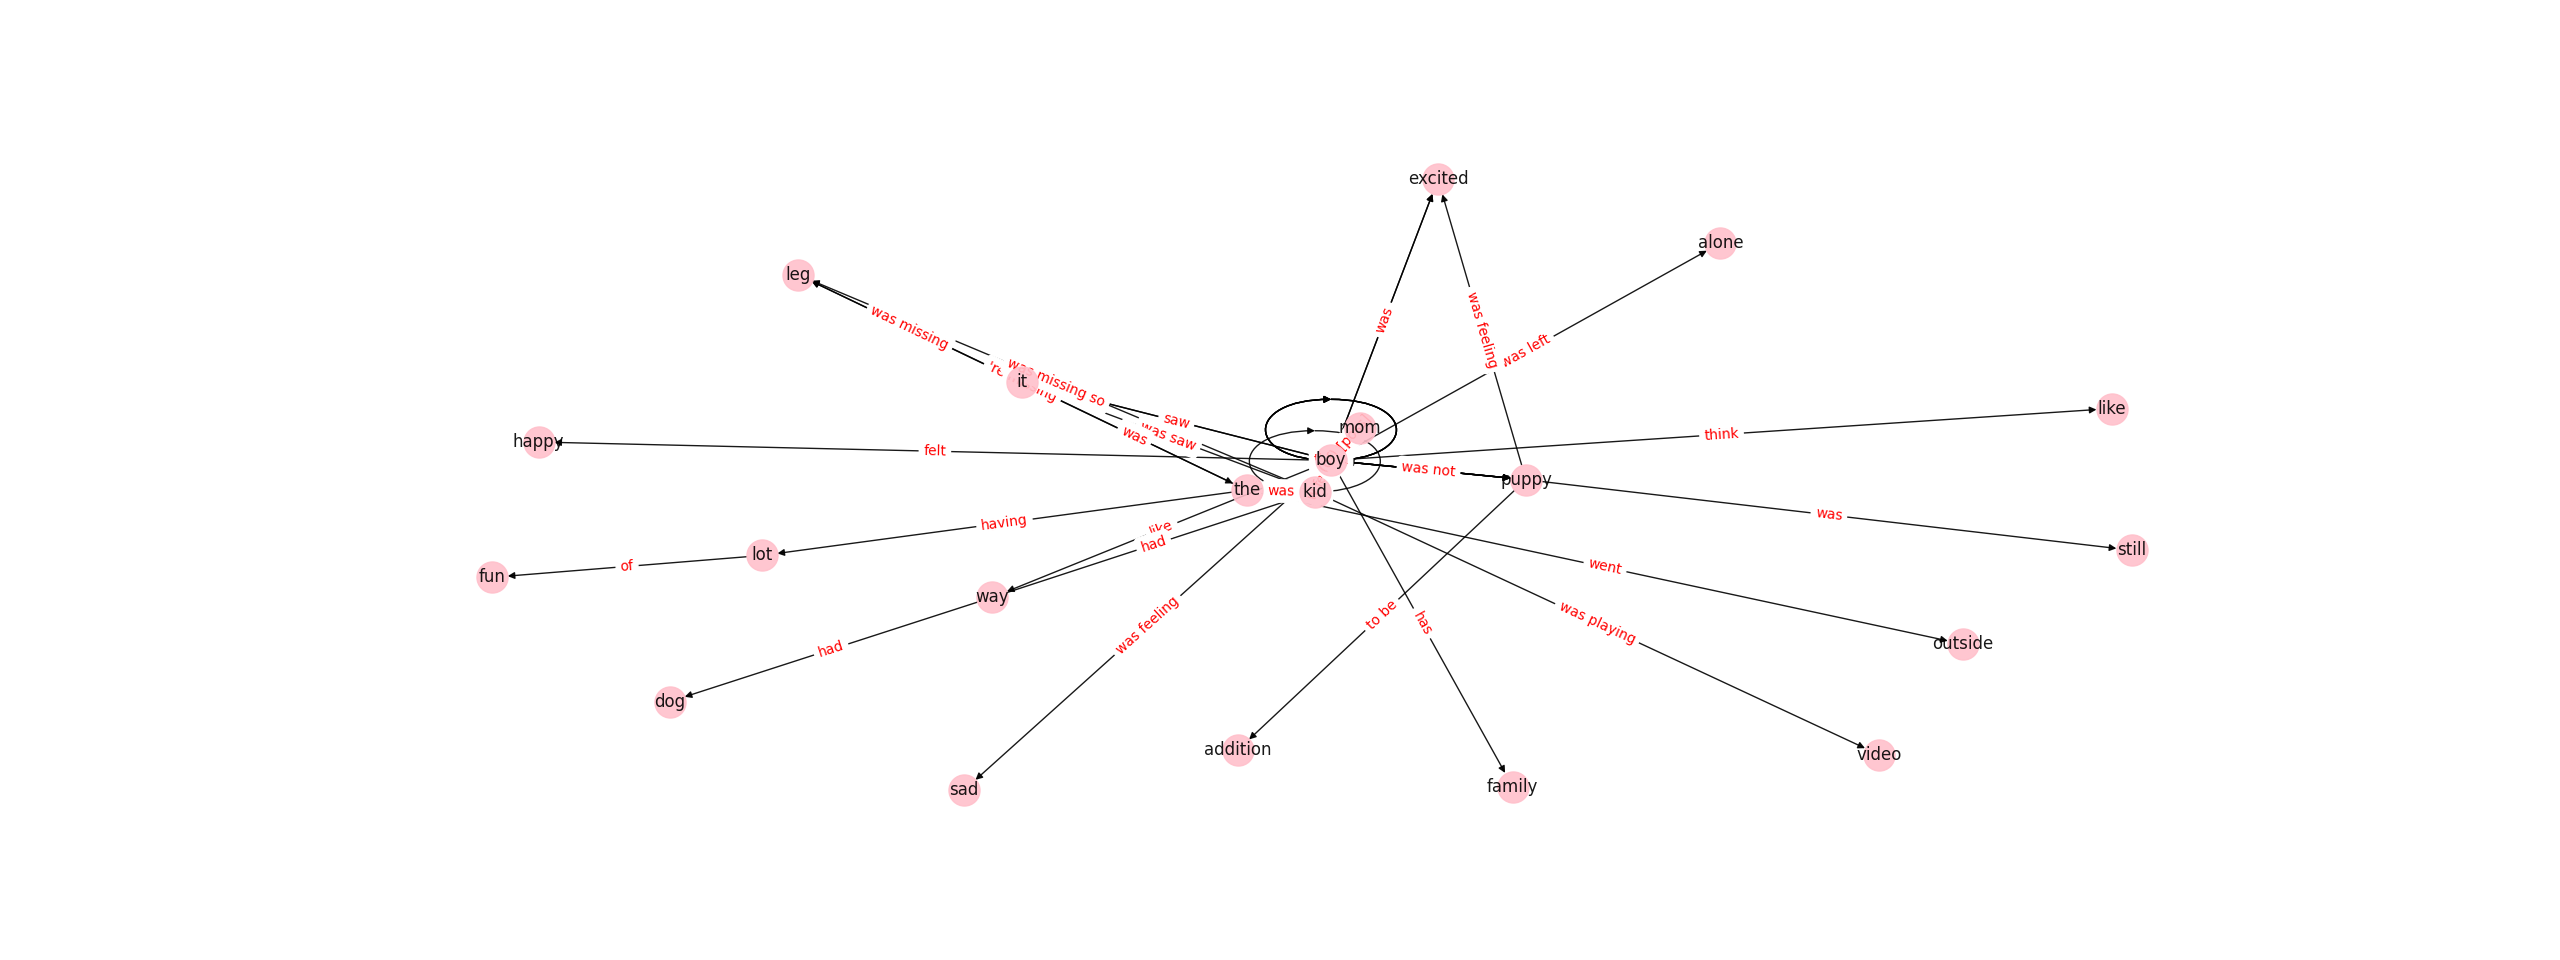 excited
alone
leg
was
was feeling
was left
was missing
it
was missing so
like
saw
mom
think
was
was saw
happy
felt
boy
was not
puppy
the
was
kid
was
having
like
had
still
lot
of
fun
went
way
was feeling
to be
has
was playing
outside
had
dog
addition
video
sad
family